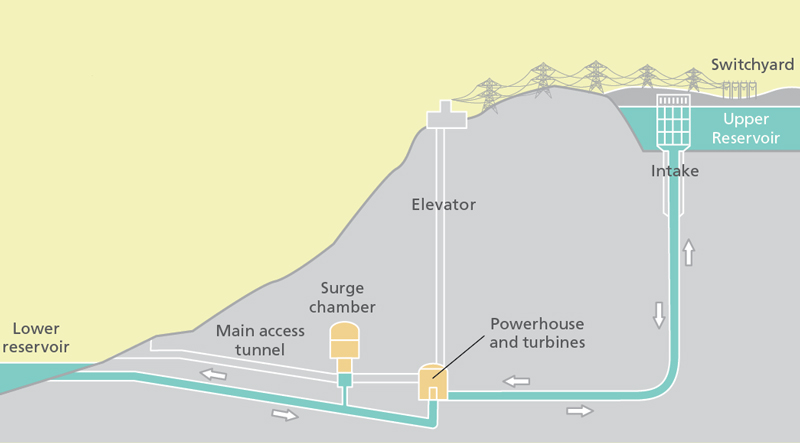 Switchyard
Upper
Reservoir
Intake
Elevator
Surge
chamber
Lower
reservoir
Main access
tunnel
Powerhouse
and turbines